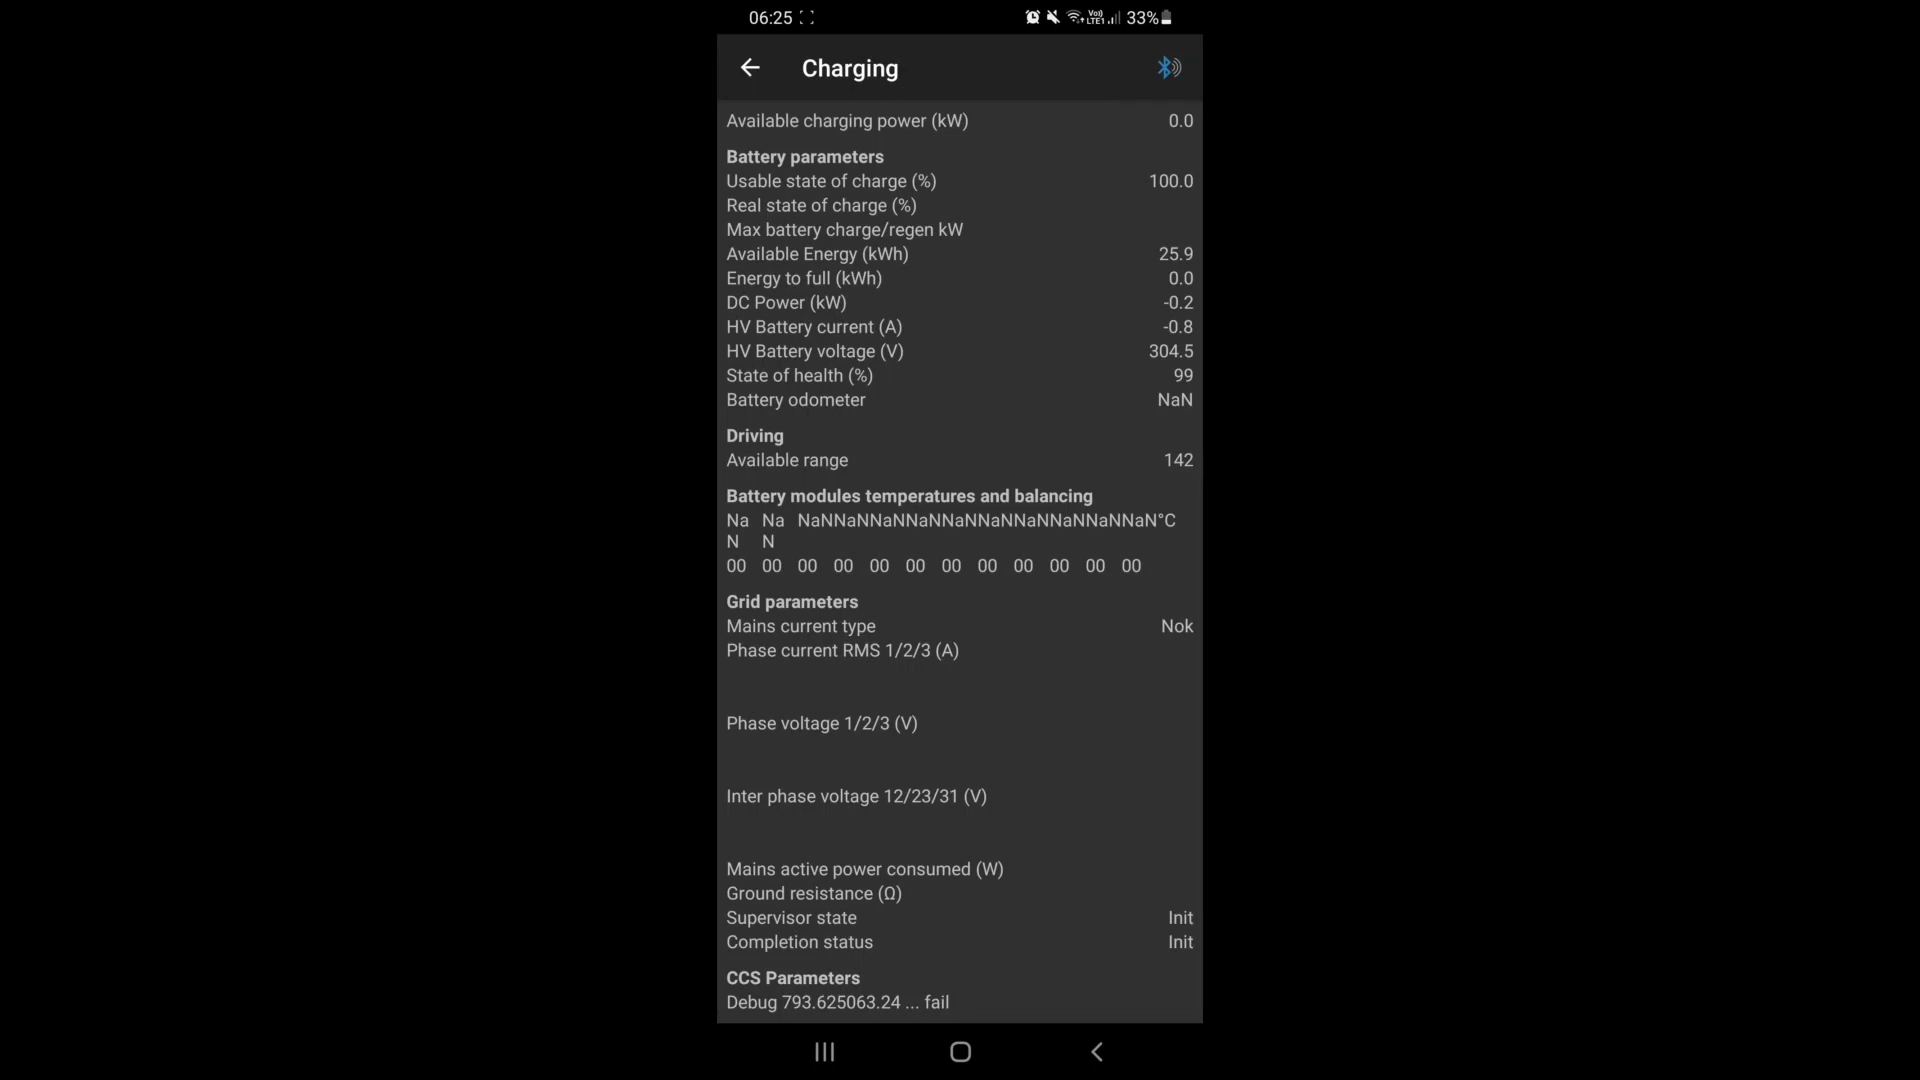 06:25 Vo)) LTE1 33%
Charging
Available charging power (kW) 0.0
Battery parameters
Usable state of charge (%) 100.0
Real state of charge (%)
Max battery charge/regen kW
Available Energy (kWh) 25.9
Energy to full (kWh) 0.0
DC Power (kW) -0.2
HV Battery current (A) -0.8
HV Battery voltage (V) 304.5
State of health (%) 99
Battery odometer NaN
Driving
Available range 142
Battery modules temperatures and balancing
Na Na NaNNaNNaNNaNNaNNaNNaNNaNNaNNaN°C
N N
00 00 00 00 00 00 00 00 00 00 00 00
Grid parameters
Mains current type Nok
Phase current RMS 1/2/3 (A)
Phase voltage 1/2/3 (V)
Inter phase voltage 12/23/31 (V)
Mains active power consumed (W)
Ground resistance (Ω)
Supervisor state Init
Completion status Init
CCS Parameters
Debug 793.625063.24 ... fail